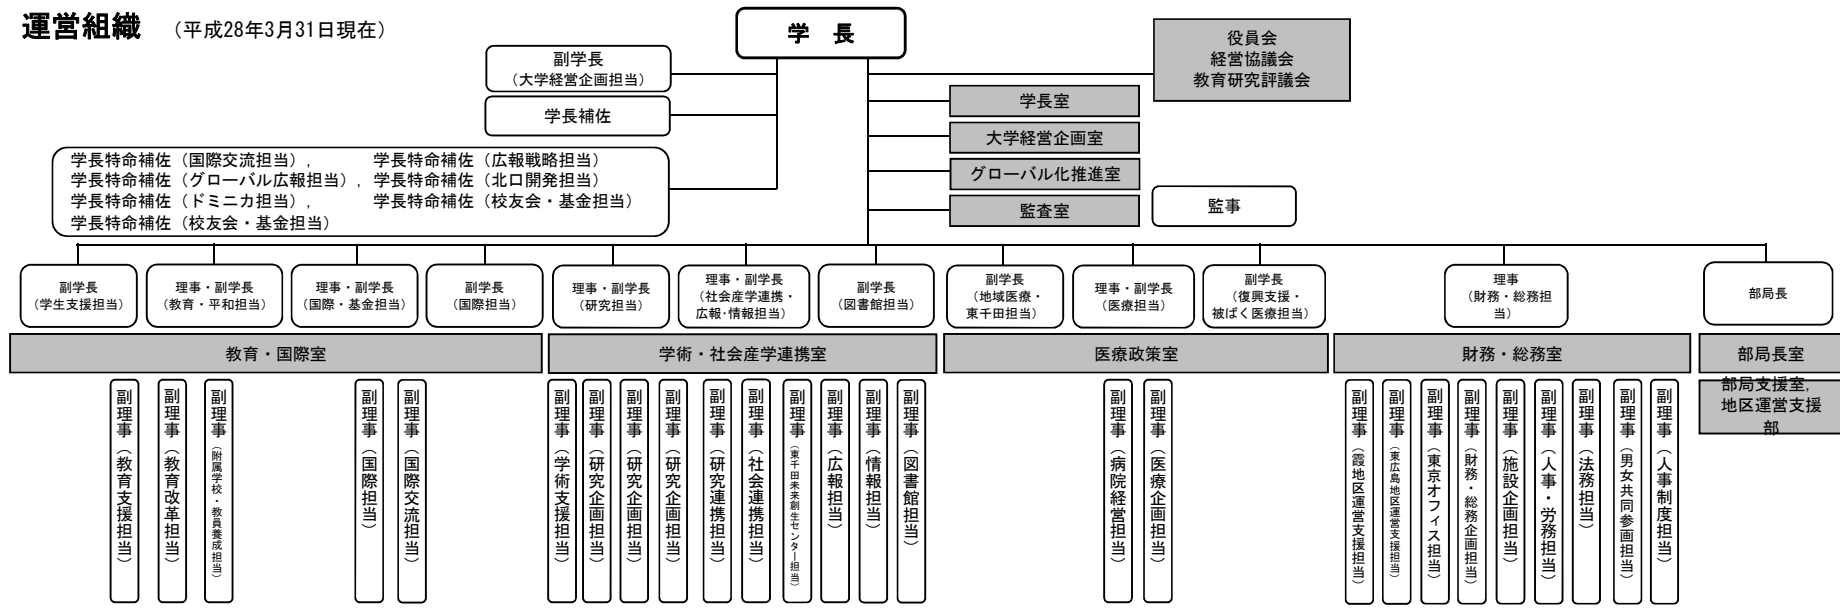 運営組織 （平成28年3月31日現在）
学 長
役員会
経営協議会
教育研究評議会
副学長
（大学経営企画担当）
学長補佐
学長特命補佐（国際交流担当）, 学長特命補佐（広報戦略担当）
学長特命補佐（グローバル広報担当）, 学長特命補佐（北口開発担当）
学長特命補佐（ドミニカ担当）, 学長特命補佐（校友会・基金担当）
学長特命補佐（校友会・基金担当）
学長室
大学経営企画室
グローバル化推進室
監査室
監事
副学長
（学生支援担当）
理事・副学長
（教育・平和担当）
理事・副学長
（国際・基金担当）
副学長
（国際担当）
理事・副学長
（研究担当）
理事・副学長
（社会産学連携・
広報・情報担当）
副学長
（図書館担当）
副学長
（地域医療・
東千田担当）
理事・副学長
（医療担当）
副学長
（復興支援・
被ばく医療担当）
理事
（財務・総務担
当）
部局長
教育・国際室
学術・社会産学連携室
医療政策室
財務・総務室
部局長室
部局支援室,
地区運営支援
部
副理事（教育支援担当）
副理事（教育改革担当）
副理事（附属学校・教員養成担当）
副理事（国際担当）
副理事（国際交流担当）
副理事（学術支援担当）
副理事（研究企画担当）
副理事（研究企画担当）
副理事（研究企画担当）
副理事（研究連携担当）
副理事（社会連携担当）
副理事（東千田未来創生センター担当）
副理事（広報担当）
副理事（情報担当）
副理事（図書館担当）
副理事（病院経営担当）
副理事（医療企画担当）
副理事（霞地区運営支援担当）
副理事（東広島地区運営支援担当）
副理事（東京オフィス担当）
副理事（財務・総務企画担当）
副理事（施設企画担当）
副理事（人事・労務担当）
副理事（法務担当）
副理事（男女共同参画担当）
副理事（人事制度担当）